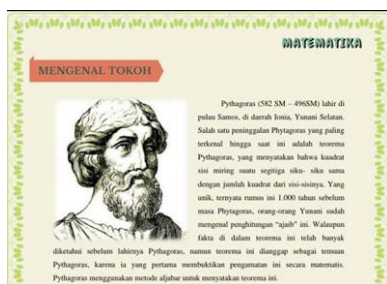 MATEMATIKA
MENGENAL TOKOH
Pythagoras (582 SM – 496SM) lahir di
pulau Samos, di daerah Ionia, Yunani Selatan.
Salah satu peninggalan Phytagoras yang paling
terkenal hingga saat ini adalah teorema
Pythagoras, yang menyatakan bahwa kuadrat
sisi miring suatu segitiga siku- siku sama
dengan jumlah kuadrat dari sisi-sisinya. Yang
unik, ternyata rumus ini 1.000 tahun sebelum
masa Phytagoras, orang-orang Yunani sudah
mengenal penghitungan “ajaib” ini. Walaupun
fakta di dalam teorema ini telah banyak
diketahui sebelum lahirnya Pythagoras, namun teorema ini dianggap sebagai temuan
Pythagoras, karena ia yang pertama membuktikan pengamatan ini secara matematis.
Pythagoras menggunakan metode aljabar untuk menyatakan teorema ini.